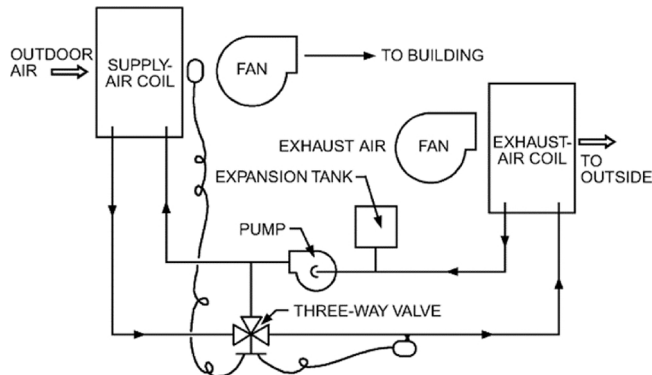 OUTDOOR
AIR
SUPPLY-
AIR COIL
FAN
TO BUILDING
EXHAUST AIR
FAN
EXHAUST-
AIR COIL
TO
OUTSIDE
EXPANSION TANK
PUMP
THREE-WAY VALVE